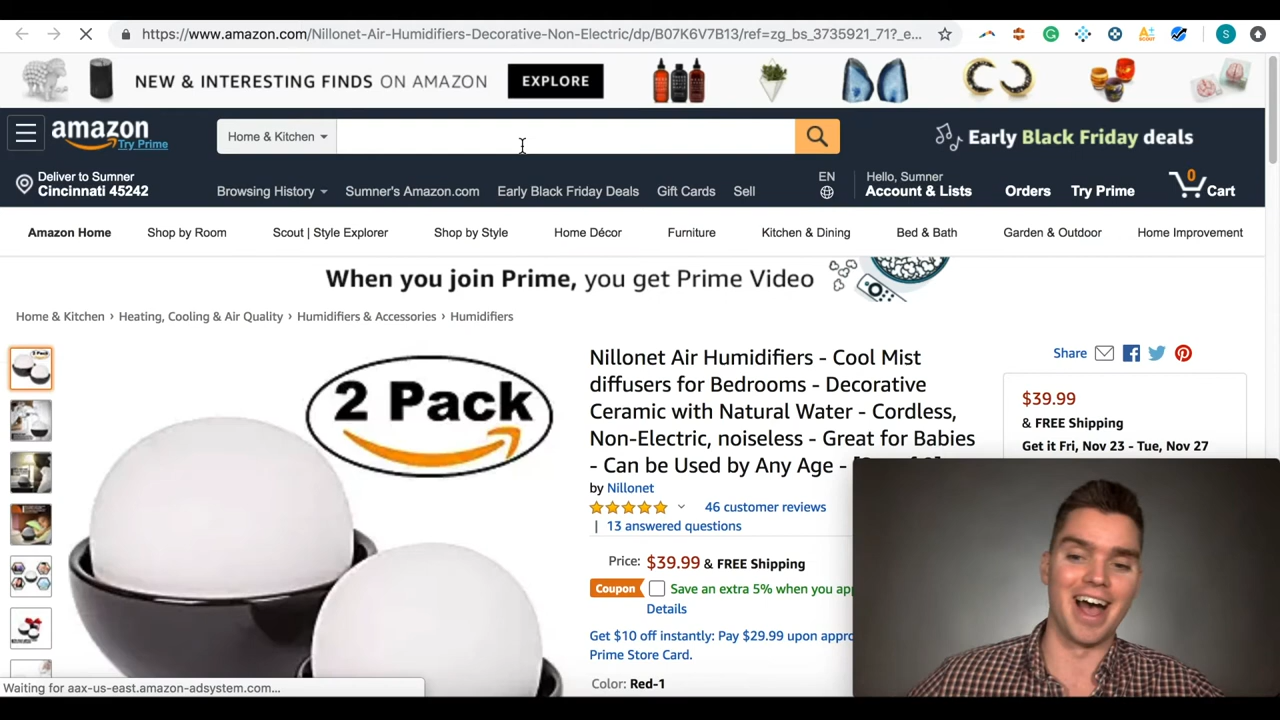 https://www.amazon.com/Nillonet-Air-Humidifiers-Decorative-Non-Electric/dp/B07K6V7B13/ref=zg_bs_3735921_71?_e...
S
NEW & INTERESTING FINDS ON AMAZON
EXPLORE
amazon
Try Prime
Home & Kitchen
Early Black Friday deals
Deliver to Sumner
Cincinnati 45242
Browsing History
Sumner's Amazon.com
Early Black Friday Deals
Gift Cards
Sell
EN
Hello, Sumner
Account & Lists
Orders
Try Prime
0
Cart
Amazon Home
Shop by Room
Scout | Style Explorer
Shop by Style
Home Décor
Furniture
Kitchen & Dining
Bed & Bath
Garden & Outdoor
Home Improvement
When you join Prime, you get Prime Video
Home & Kitchen › Heating, Cooling & Air Quality › Humidifiers & Accessories › Humidifiers
2 Pack
Nillonet Air Humidifiers - Cool Mist
diffusers for Bedrooms - Decorative
Ceramic with Natural Water - Cordless,
Non-Electric, noiseless - Great for Babies
- Can be Used by Any Age -
by Nillonet
46 customer reviews
| 13 answered questions
Price: $39.99 & FREE Shipping
Coupon
Save an extra 5% when you app
Details
Get $10 off instantly: Pay $29.99 upon appro
Prime Store Card.
Color: Red-1
Share
$39.99
& FREE Shipping
Get it Fri, Nov 23 - Tue, Nov 27
Waiting for aax-us-east.amazon-adsystem.com...